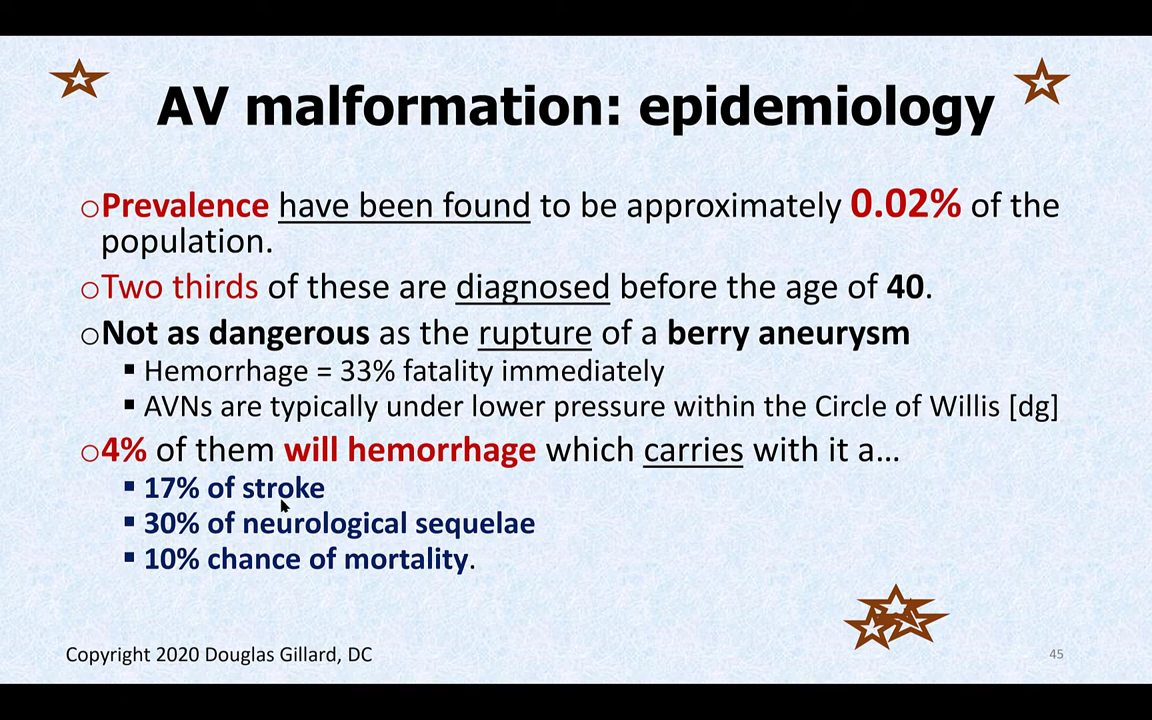 AV malformation: epidemiology
○Prevalence have been found to be approximately 0.02% of the
population.
○Two thirds of these are diagnosed before the age of 40.
○Not as dangerous as the rupture of a berry aneurysm
▪ Hemorrhage = 33% fatality immediately
▪ AVNs are typically under lower pressure within the Circle of Willis [dg]
○4% of them will hemorrhage which carries with it a…
▪ 17% of stroke
▪ 30% of neurological sequelae
▪ 10% chance of mortality.
Copyright 2020 Douglas Gillard, DC
45